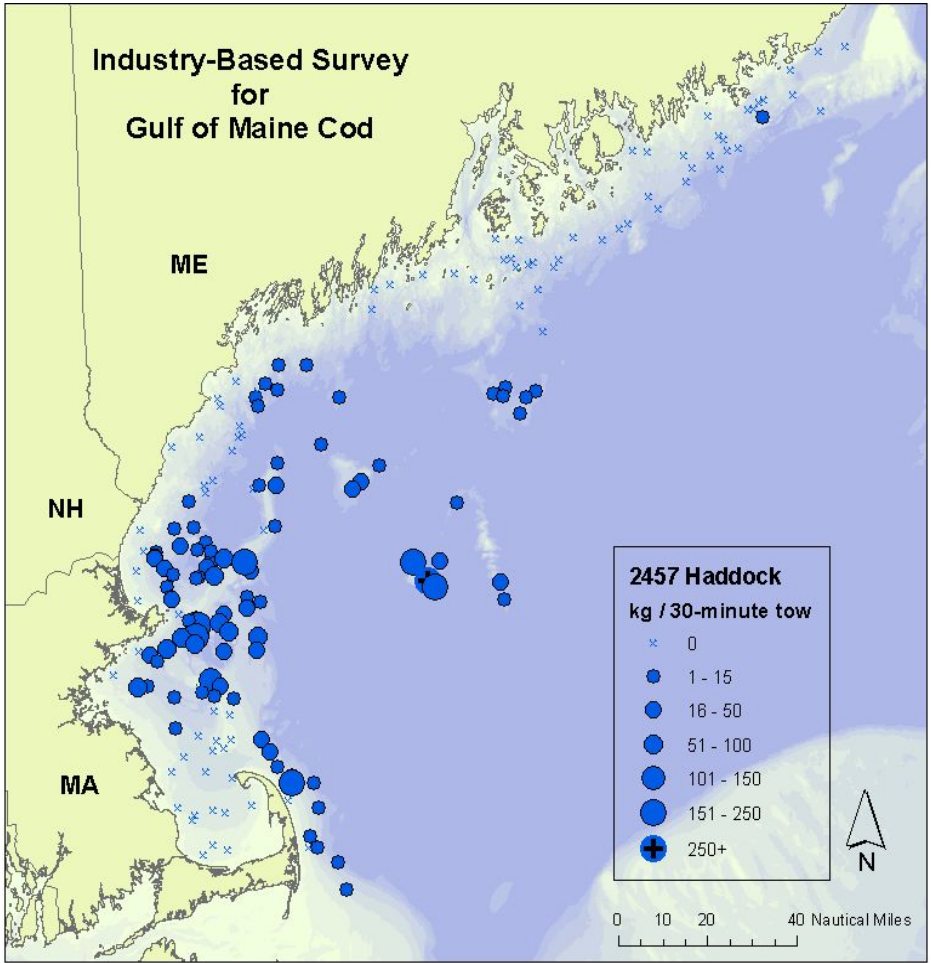 Industry-Based Survey
for
Gulf of Maine Cod
ME
NH
MA
2457 Haddock
kg / 30-minute tow
0
1 - 15
16 - 50
51 - 100
101 - 150
151 - 250
250+
N
0 10 20 40 Nautical Miles